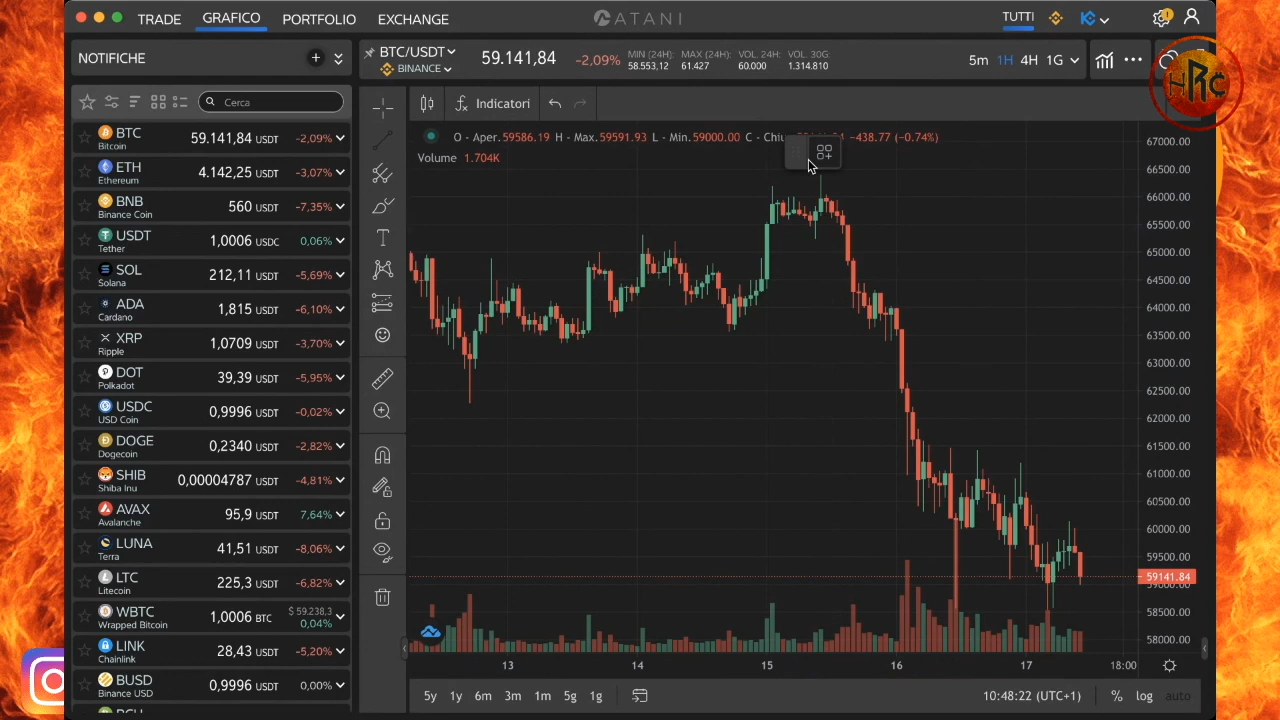 TRADE GRAFICO PORTFOLIO EXCHANGE ATANI TUTTI
NOTIFICHE
BTC/USDT BINANCE 59.141,84 -2,09% MIN (24H): 58.553,12 MAX (24H): 61.427 VOL. 24H: 60.000 VOL. 30G: 1.314.810 5m 1H 4H 1G
HRC
Cerca
Indicatori
O - Aper.59586.19 H - Max.59591.93 L - Min.59000.00 C - Chiu −438.77 (−0.74%)
Volume 1.704K
BTC Bitcoin 59.141,84 USDT -2,09%
ETH Ethereum 4.142,25 USDT -3,07%
BNB Binance Coin 560 USDT -7,35%
USDT Tether 1,0006 USDC 0,06%
SOL Solana 212,11 USDT -5,69%
ADA Cardano 1,815 USDT -6,10%
XRP Ripple 1,0709 USDT -3,70%
DOT Polkadot 39,39 USDT -5,95%
USDC USD Coin 0,9996 USDT -0,02%
DOGE Dogecoin 0,2340 USDT -2,82%
SHIB Shiba Inu 0,00004787 USDT -4,81%
AVAX Avalanche 95,9 USDT 7,64%
LUNA Terra 41,51 USDT -8,06%
LTC Litecoin 225,3 USDT -6,82%
WBTC Wrapped Bitcoin 1,0006 BTC $ 59.238,3 0,04%
LINK Chainlink 28,43 USDT -5,20%
BUSD Binance USD 0,9996 USDT 0,00%
67000.00
66500.00
66000.00
65500.00
65000.00
64500.00
64000.00
63500.00
63000.00
62500.00
62000.00
61500.00
61000.00
60500.00
60000.00
59500.00
59141.84
59000.00
58500.00
58000.00
13 14 15 16 17 18:00
5y 1y 6m 3m 1m 5g 1g 10:48:22 (UTC+1) % log auto